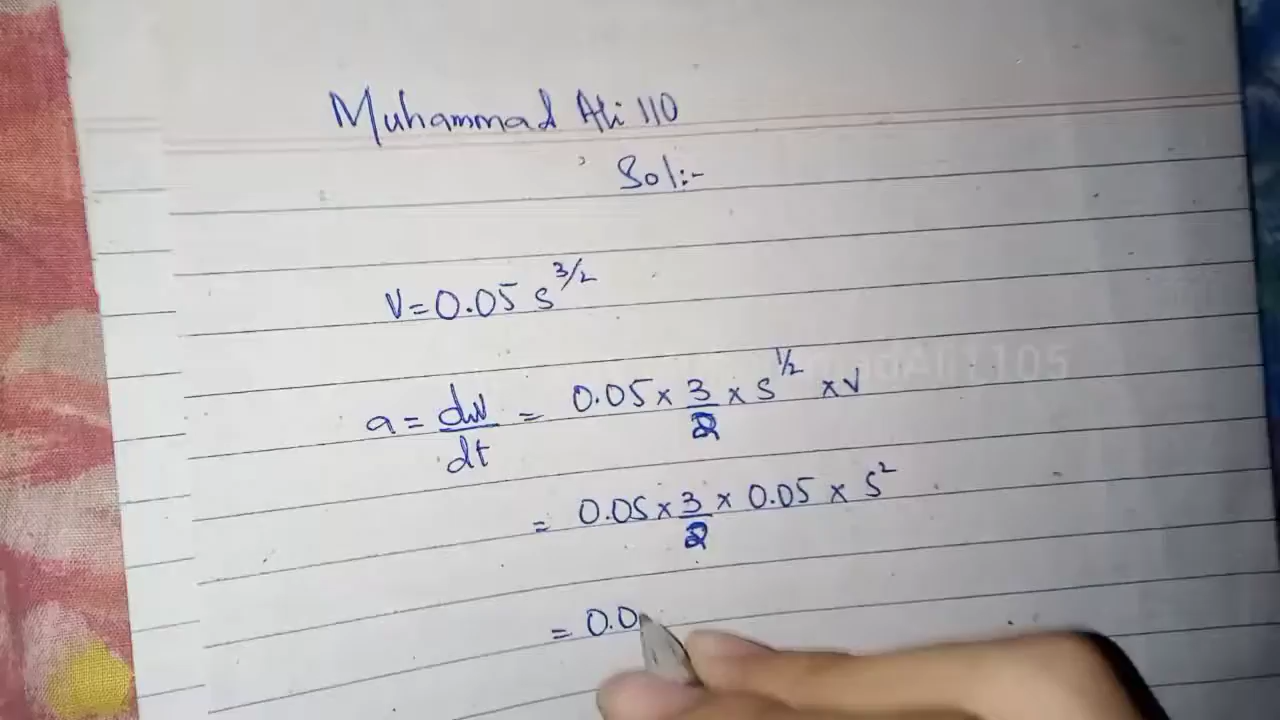 Muhammad Ali 110
Sol:-
V=0.05 s^3/2
a = dv/dt = 0.05 × 3/2 × s^1/2 × v
= 0.05 × 3/2 × 0.05 × s^2
= 0.0